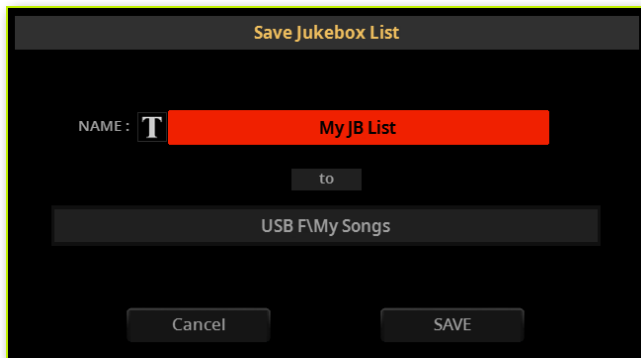 Save Jukebox List
NAME : T My JB List
to
USB F\My Songs
Cancel SAVE